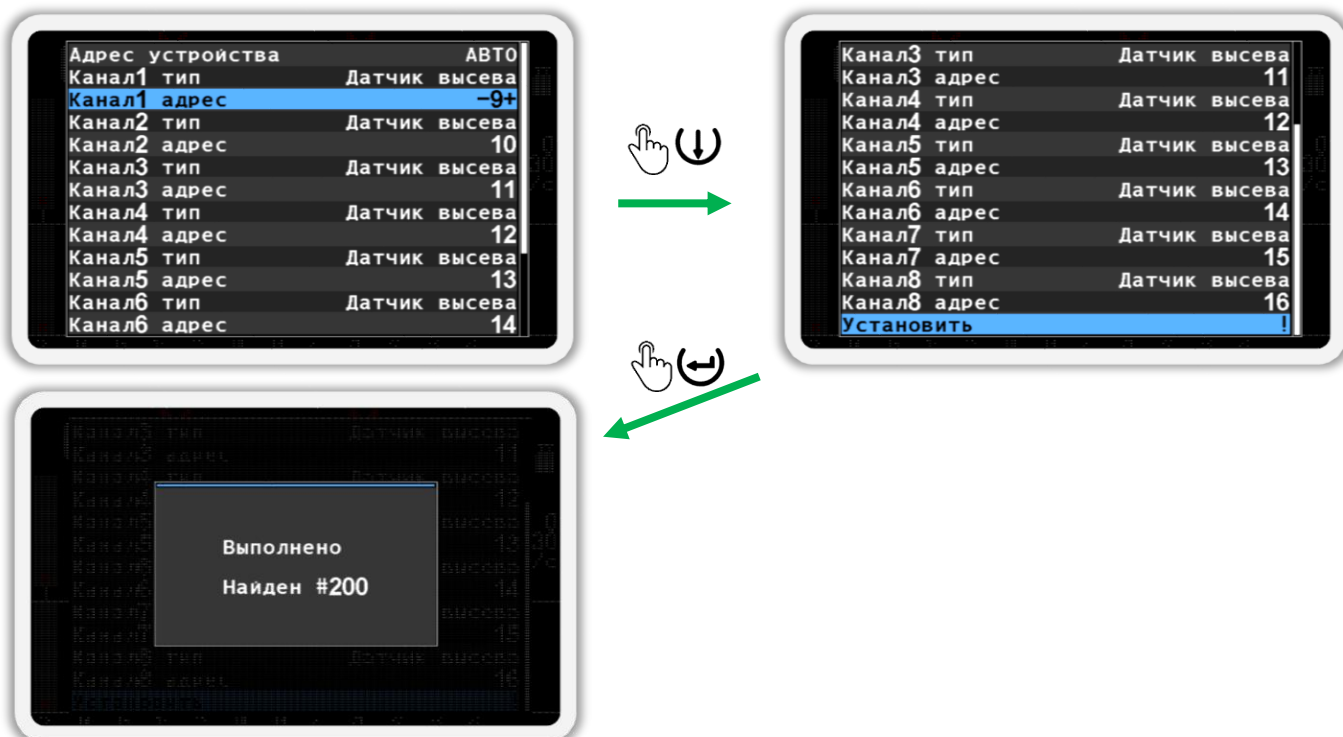 Адрес устройства АВТО
Канал1 тип Датчик высева
Канал1 адрес −9+
Канал2 тип Датчик высева
Канал2 адрес 10
Канал3 тип Датчик высева
Канал3 адрес 11
Канал4 тип Датчик высева
Канал4 адрес 12
Канал5 тип Датчик высева
Канал5 адрес 13
Канал6 тип Датчик высева
Канал6 адрес 14
Канал3 тип Датчик высева
Канал3 адрес 11
Канал4 тип Датчик высева
Канал4 адрес 12
Канал5 тип Датчик высева
Канал5 адрес 13
Канал6 тип Датчик высева
Канал6 адрес 14
Канал7 тип Датчик высева
Канал7 адрес 15
Канал8 тип Датчик высева
Канал8 адрес 16
Установить !
Выполнено
Найден #200